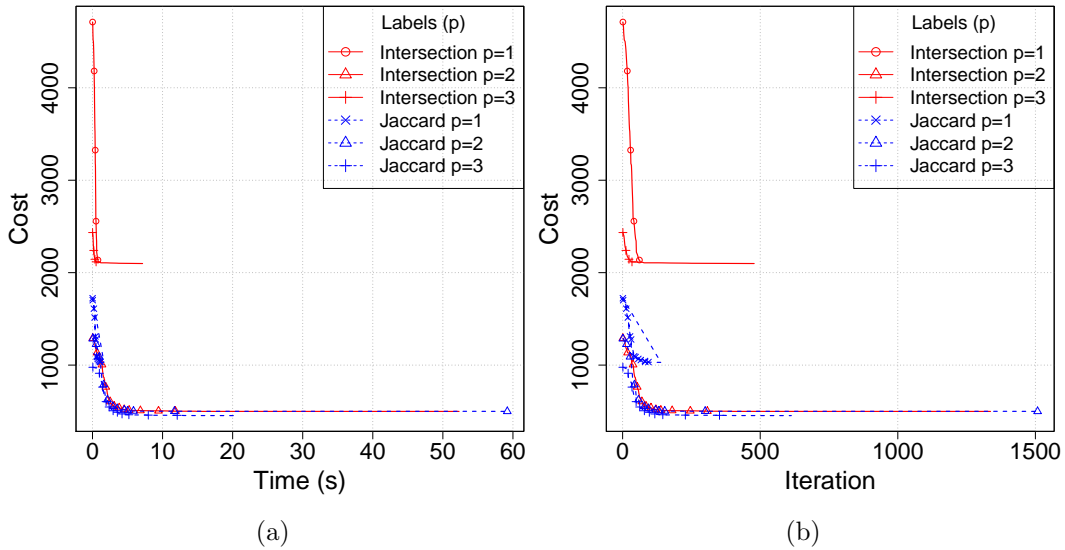 Cost
4000
3000
2000
1000
0
10
20
30
40
50
60
Time (s)
Labels (p)
Intersection p=1
Intersection p=2
Intersection p=3
Jaccard p=1
Jaccard p=2
Jaccard p=3
(a)
Cost
4000
3000
2000
1000
0
500
1000
1500
Iteration
Labels (p)
Intersection p=1
Intersection p=2
Intersection p=3
Jaccard p=1
Jaccard p=2
Jaccard p=3
(b)